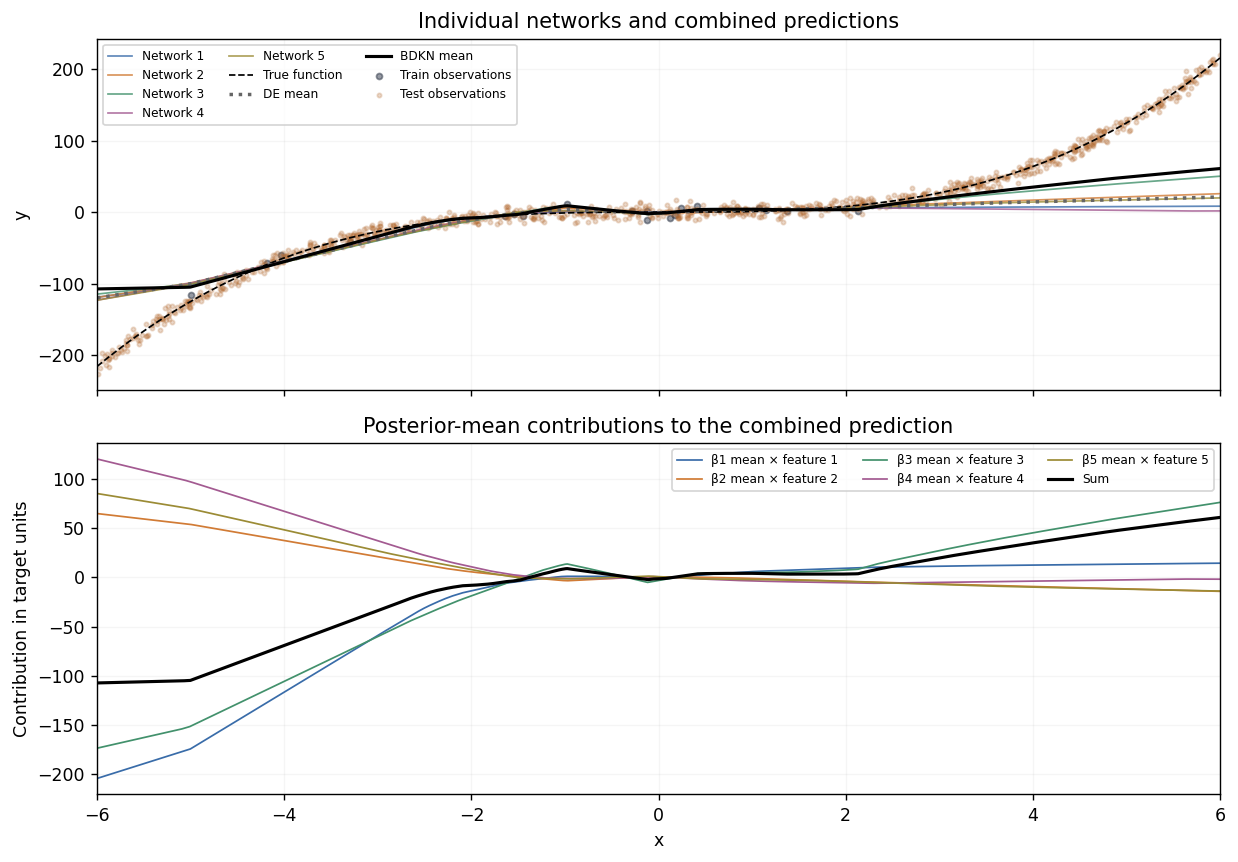 Individual networks and combined predictions
Network 1
Network 2
Network 3
Network 4
Network 5
True function
DE mean
BDKN mean
Train observations
Test observations
200
100
0
−100
−200
y
Posterior-mean contributions to the combined prediction
β1 mean × feature 1
β2 mean × feature 2
β3 mean × feature 3
β4 mean × feature 4
β5 mean × feature 5
Sum
100
50
0
−50
−100
−150
−200
Contribution in target units
−6
−4
−2
0
2
4
6
x